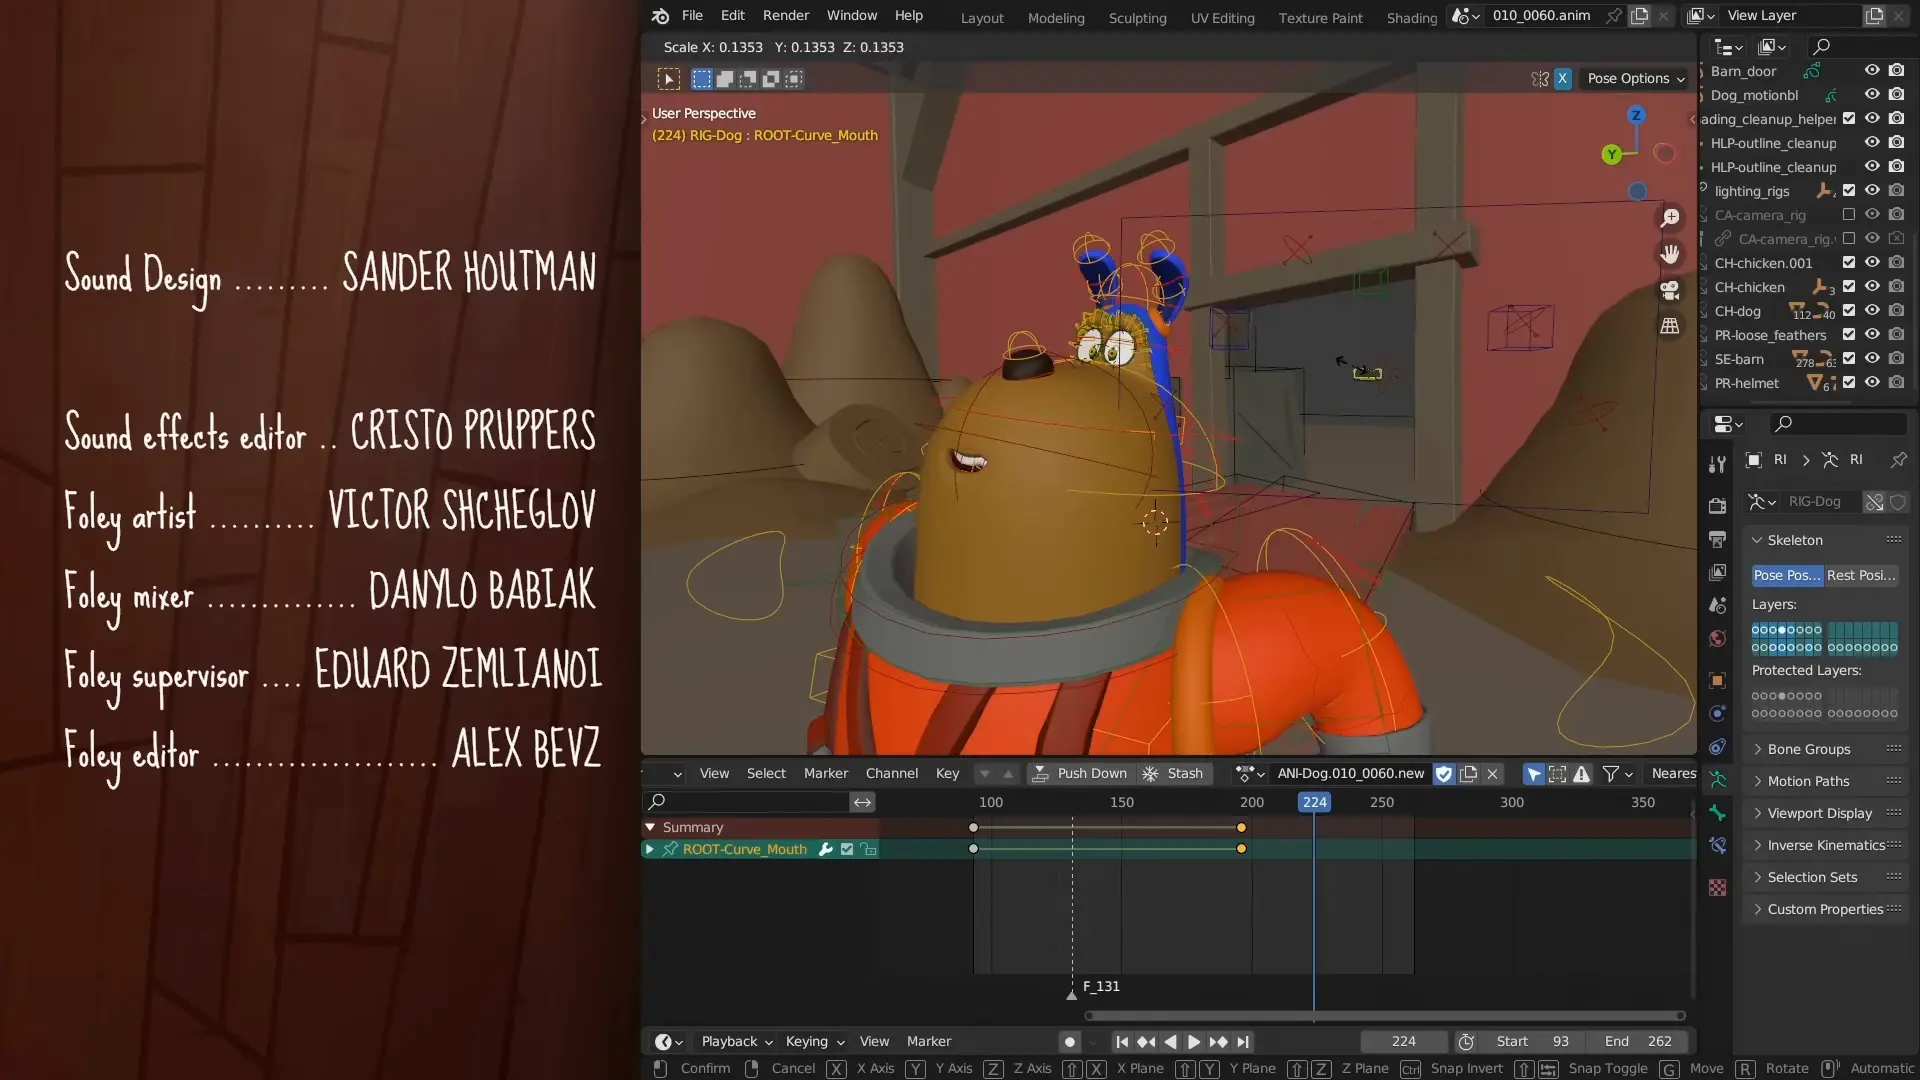 Sound Design ......... SANDER HOUTMAN
Sound effects editor .. CRISTO PRUPPERS
Foley artist .......... VICTOR SHCHEGLOV
Foley mixer .............. DANYLO BABIAK
Foley supervisor .... EDUARD ZEMLIANOI
Foley editor ..................... ALEX BEVZ
File Edit Render Window Help Layout Modeling Sculpting UV Editing Texture Paint Shading 010_0060.anim View Layer
Scale X: 0.1353 Y: 0.1353 Z: 0.1353
X Pose Options
User Perspective
(224) RIG-Dog : ROOT-Curve_Mouth
Z
Y
Barn_door
Dog_motionbl
ading_cleanup_helper
HLP-outline_cleanup
HLP-outline_cleanup
lighting_rigs
CA-camera_rig
CA-camera_rig.
CH-chicken.001
CH-chicken 3
CH-dog 112 40
PR-loose_feathers
SE-barn 278
PR-helmet 6
RI RI
RIG-Dog
Skeleton
Pose Pos... Rest Posi...
Layers:
Protected Layers:
Bone Groups
Motion Paths
Viewport Display
Inverse Kinematics
Selection Sets
Custom Properties
View Select Marker Channel Key Push Down Stash ANI-Dog.010_0060.new Neares
100 150 200 224 250 300 350
Summary
ROOT-Curve_Mouth
F_131
Playback Keying View Marker 224 Start 93 End 262
Confirm Cancel X X Axis Y Y Axis Z Z Axis X X Plane Y Y Plane Z Z Plane Ctrl Snap Invert Snap Toggle G Move R Rotate Automatic